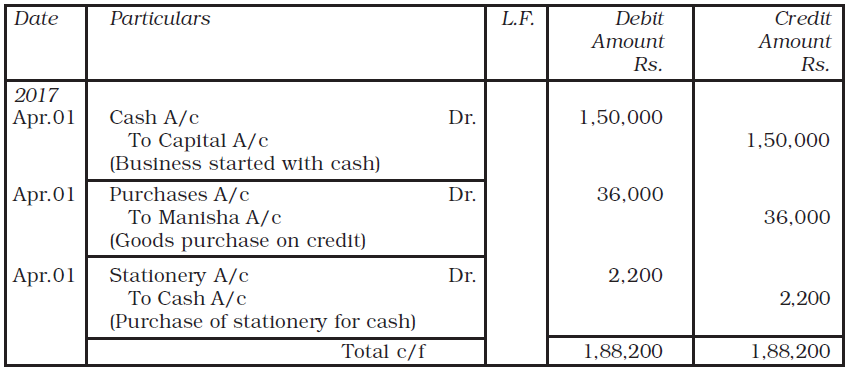 Date Particulars L.F. Debit Credit
Amount Amount
Rs. Rs.
2017
Apr.01 Cash A/c Dr. 1,50,000
To Capital A/c 1,50,000
(Business started with cash)
Apr.01 Purchases A/c Dr. 36,000
To Manisha A/c 36,000
(Goods purchase on credit)
Apr.01 Stationery A/c Dr. 2,200
To Cash A/c 2,200
(Purchase of stationery for cash)
Total c/f 1,88,200 1,88,200